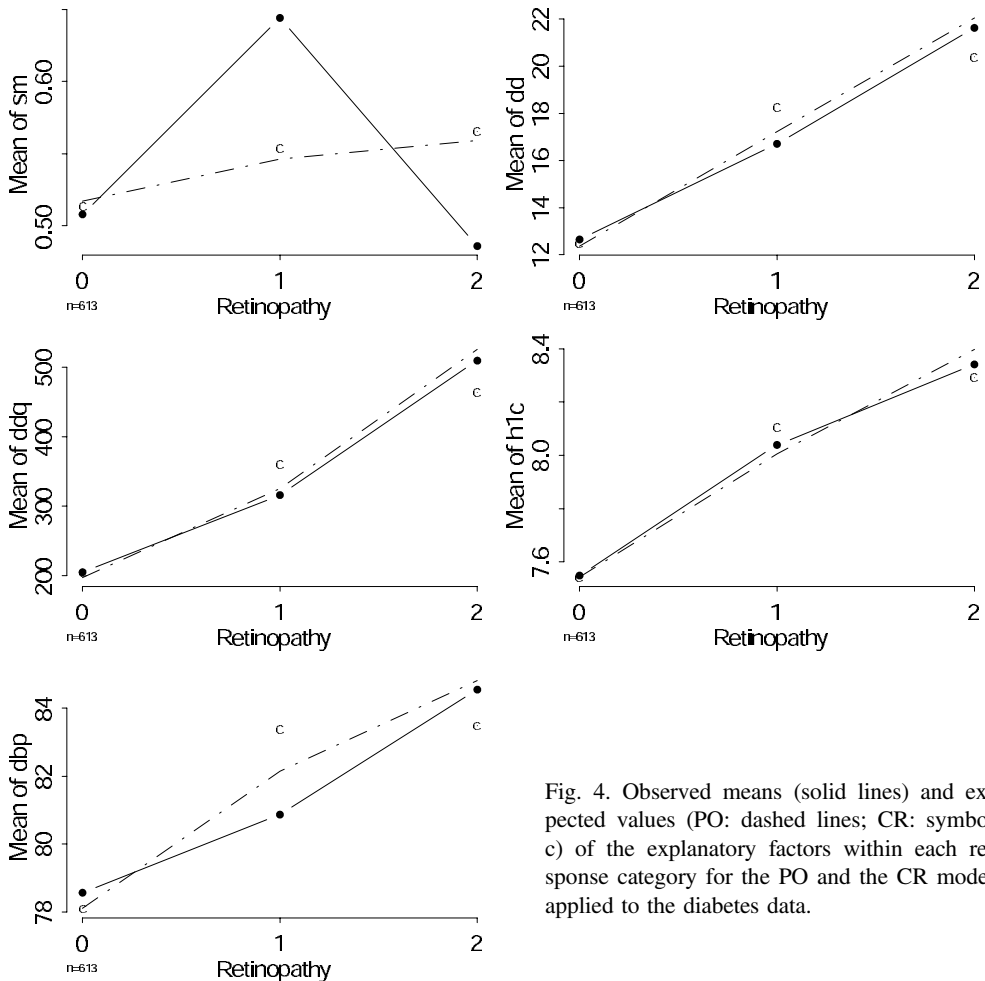 Mean of sm
0.60
0.50
0
1
2
n=613
Retinopathy
c
c
c
Mean of dd
22
20
18
16
14
12
0
1
2
n=613
Retinopathy
c
c
c
Mean of ddq
500
400
300
200
0
1
2
n=613
Retinopathy
c
c
Mean of h1c
8.4
8.0
7.6
0
1
2
n=613
Retinopathy
c
c
c
Mean of dbp
84
82
80
78
0
1
2
n=613
Retinopathy
c
c
c
Fig. 4. Observed means (solid lines) and ex-
pected values (PO: dashed lines; CR: symbo
c) of the explanatory factors within each re-
sponse category for the PO and the CR mode
applied to the diabetes data.